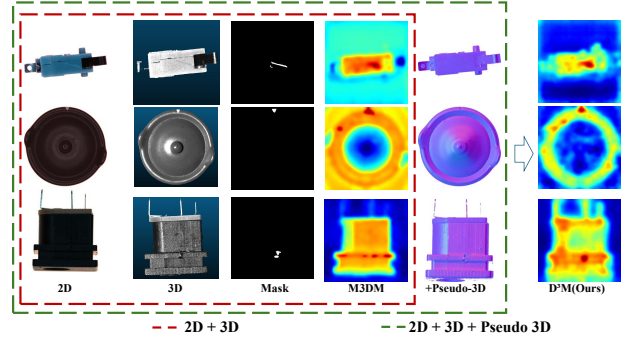 2D 3D Mask M3DM +Pseudo-3D D³M(Ours)
2D + 3D 2D + 3D + Pseudo 3D